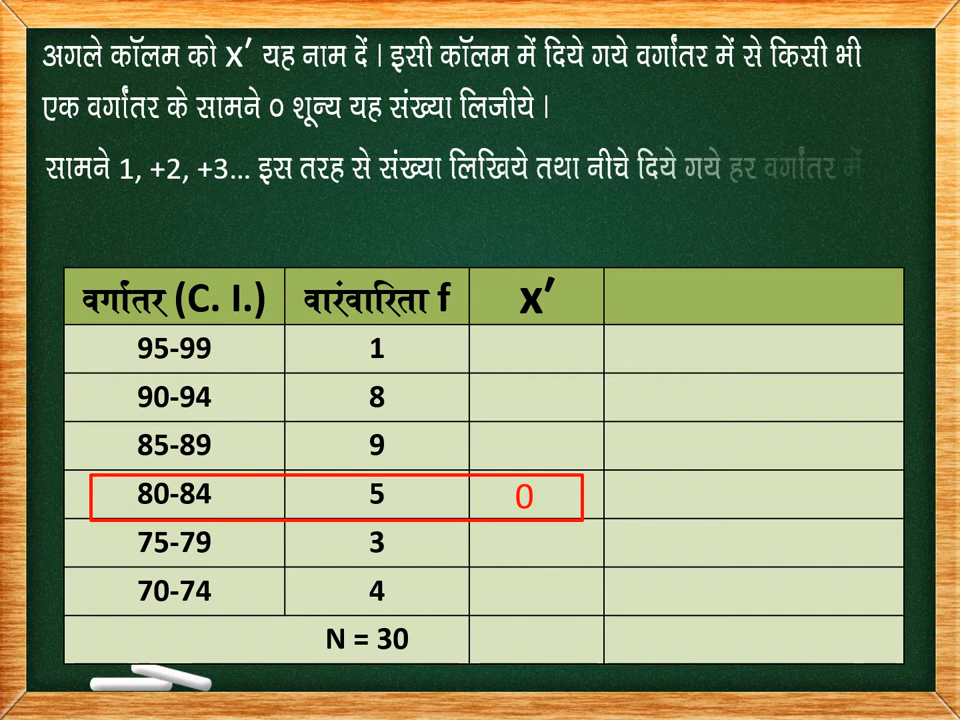 अगले कॉलम को x′ यह नाम दें | इसी कॉलम में दिये गये वर्गांतर में से किसी भी
एक वर्गांतर के सामने ० शून्य यह संख्या लिजीये |
सामने 1, +2, +3... इस तरह से संख्या लिखिये तथा नीचे दिये गये हर वर्गांतर में
वर्गांतर (C. I.) वारंवारिता f x′
95-99 1
90-94 8
85-89 9
80-84 5 0
75-79 3
70-74 4
N = 30